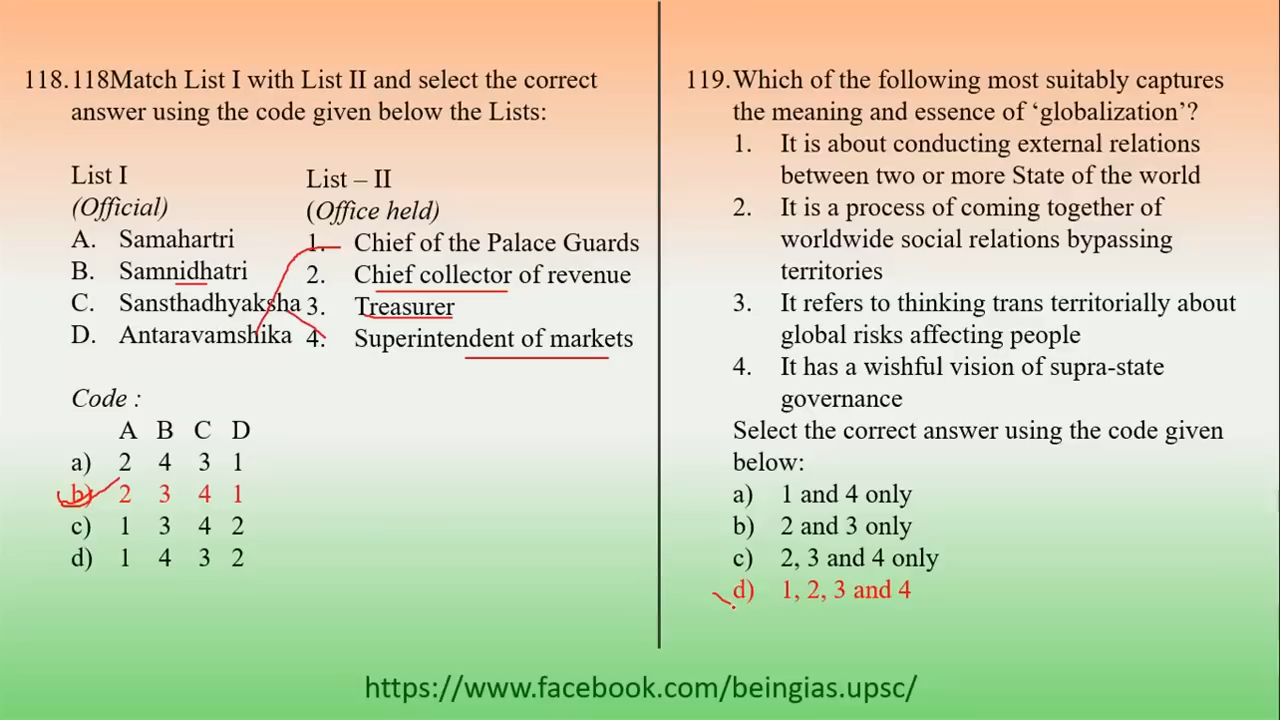 118.118Match List I with List II and select the correct
answer using the code given below the Lists:
List I
(Official)
A. Samahartri
B. Samnidhatri
C. Sansthadhyaksha
D. Antaravamshika
List – II
(Office held)
1. Chief of the Palace Guards
2. Chief collector of revenue
3. Treasurer
4. Superintendent of markets
Code :
A B C D
a) 2 4 3 1
b) 2 3 4 1
c) 1 3 4 2
d) 1 4 3 2
119. Which of the following most suitably captures
the meaning and essence of ‘globalization’?
1. It is about conducting external relations
between two or more State of the world
2. It is a process of coming together of
worldwide social relations bypassing
territories
3. It refers to thinking trans territorially about
global risks affecting people
4. It has a wishful vision of supra-state
governance
Select the correct answer using the code given
below:
a) 1 and 4 only
b) 2 and 3 only
c) 2, 3 and 4 only
d) 1, 2, 3 and 4
https://www.facebook.com/beingias.upsc/